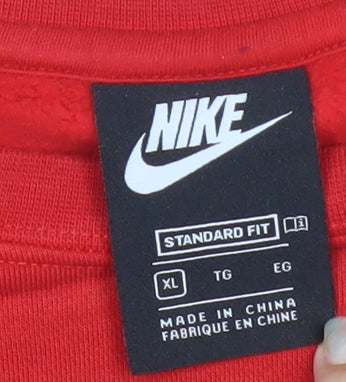 NIKE
STANDARD FIT
XL TG EG
MADE IN CHINA
FABRIQUE EN CHINE